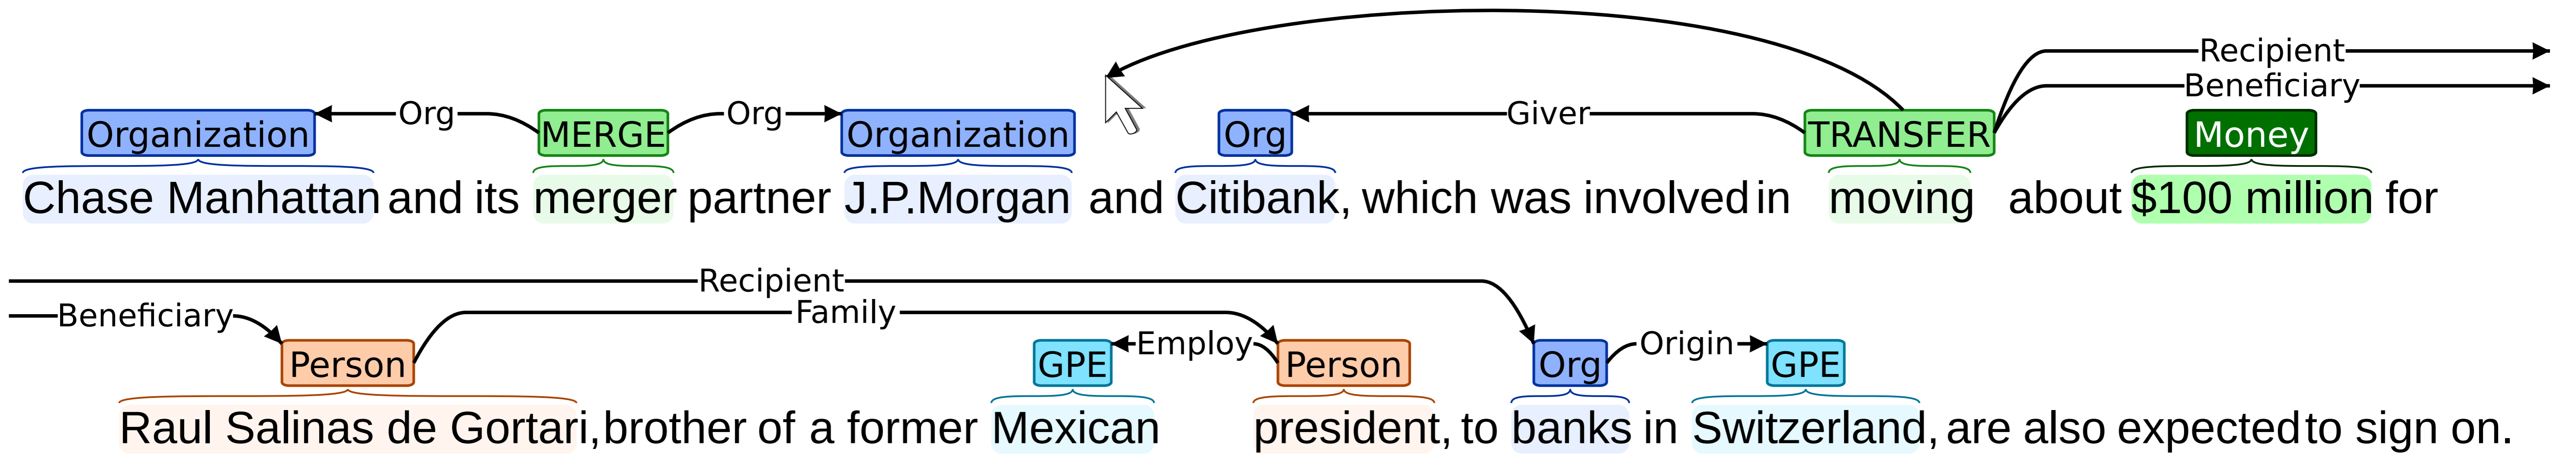 Recipient
Beneficiary
Organization Org MERGE Org Organization Org Giver TRANSFER Money
Chase Manhattan and its merger partner J.P.Morgan and Citibank, which was involved in moving about $100 million for
Recipient
Beneficiary Family
Person GPE Employ Person Org Origin GPE
Raul Salinas de Gortari, brother of a former Mexican president, to banks in Switzerland, are also expected to sign on.